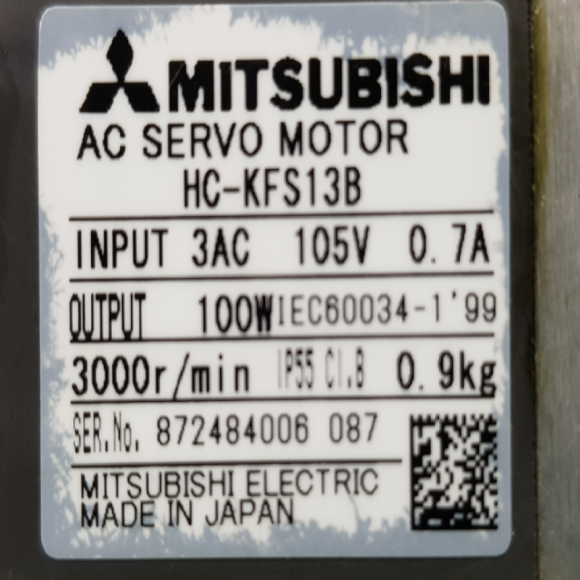 MITSUBISHI
AC SERVO MOTOR
HC-KFS13B
INPUT 3AC 105V 0.7A
OUTPUT 100W IEC60034-1'99
3000r/min IP55 CI.B 0.9kg
SER.No. 872484006 087
MITSUBISHI ELECTRIC
MADE IN JAPAN